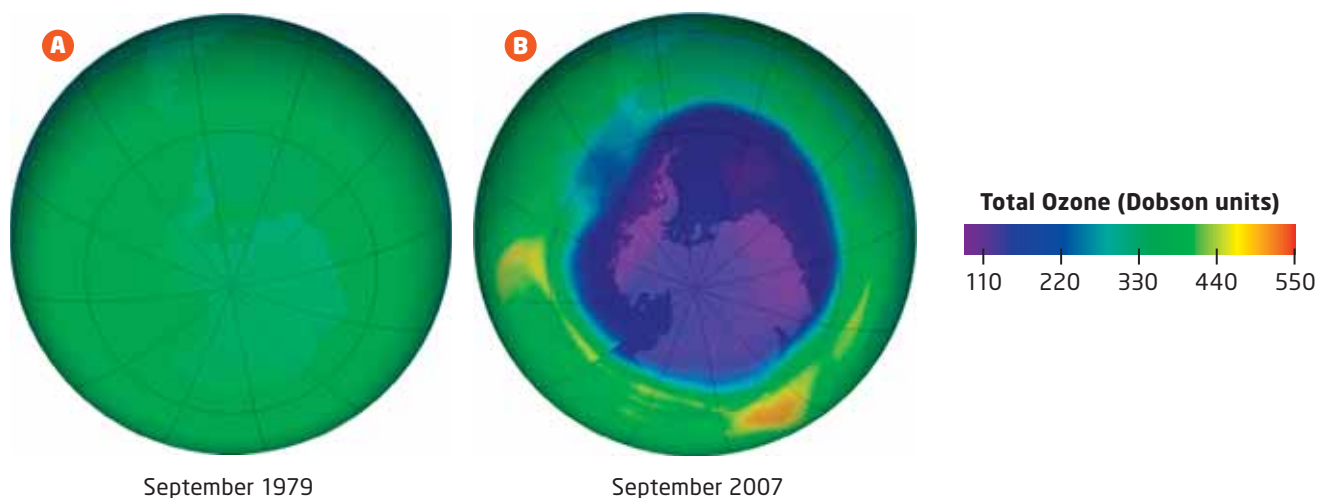 A
B
Total Ozone (Dobson units)
110 220 330 440 550
September 1979
September 2007